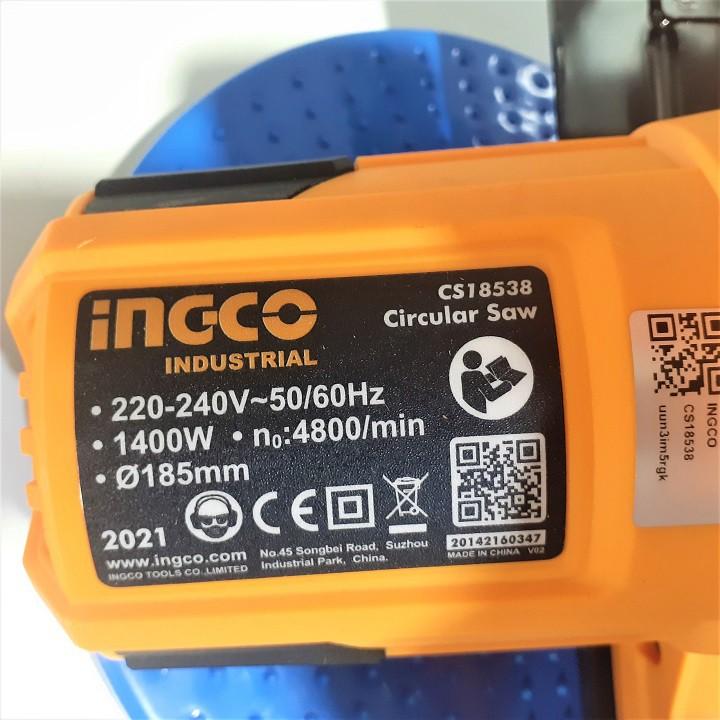 INGCO
INDUSTRIAL
CS18538
Circular Saw
• 220-240V~50/60Hz
• 1400W • n₀:4800/min
• Ø185mm
2021
www.ingco.com
INGCO TOOLS CO.,LIMITED
No.45 Songbei Road, Suzhou
Industrial Park, China.
20142160347
MADE IN CHINA V02
INGCO
CS18538
uun3im5rgk